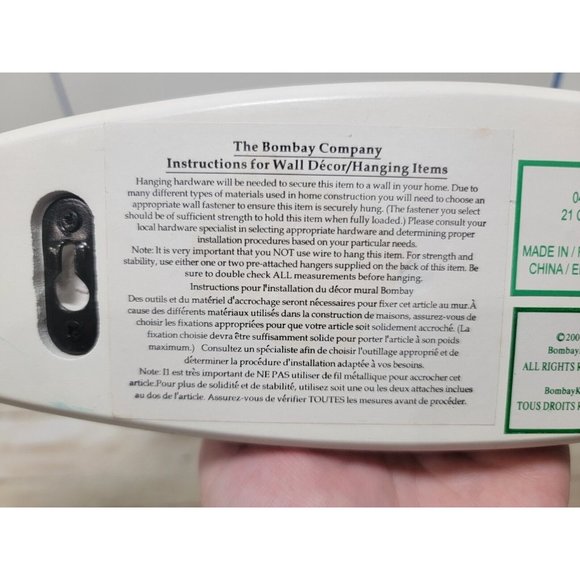 The Bombay Company
Instructions for Wall Décor/Hanging Items
Hanging hardware will be needed to secure this item to a wall in your home. Due to
many different types of materials used in home construction you will need to choose an
appropriate wall fastener to ensure this item is securely hung. (The fastener you select
should be of sufficient strength to hold this item when fully loaded.) Please consult your
local hardware specialist in selecting appropriate hardware and determining proper
installation procedures based on your particular needs.
Note: It is very important that you NOT use wire to hang this item. For strength and
stability, use either one or two pre-attached hangers supplied on the back of this item. Be
sure to double check ALL measurements before hanging.
Instructions pour l'installation du décor mural Bombay
Des outils et du matériel d'accrochage seront nécessaires pour fixer cet article au mur.À
cause des différents matériaux utilisés dans la construction de maisons, assurez-vous de
choisir les fixations appropriées pour que votre article soit solidement accroché. (La
fixation choisie devra être suffisamment solide pour porter l'article à son poids
maximum.) Consultez un spécialiste afin de choisir l'outillage approprié et de
déterminer la procédure d'installation adaptée à vos besoins.
Note: Il est très important de NE PAS utiliser de fil métallique pour accrocher cet
article.Pour plus de solidité et de stabilité, utilisez soit une ou les deux attaches inclues
au dos de l'article. Assurez-vous de vérifier TOUTES les mesures avant de procéder.
04
21 0
MADE IN / F
CHINA / E
©200
Bombay
ALL RIGHTS R
BombayK
TOUS DROITS R